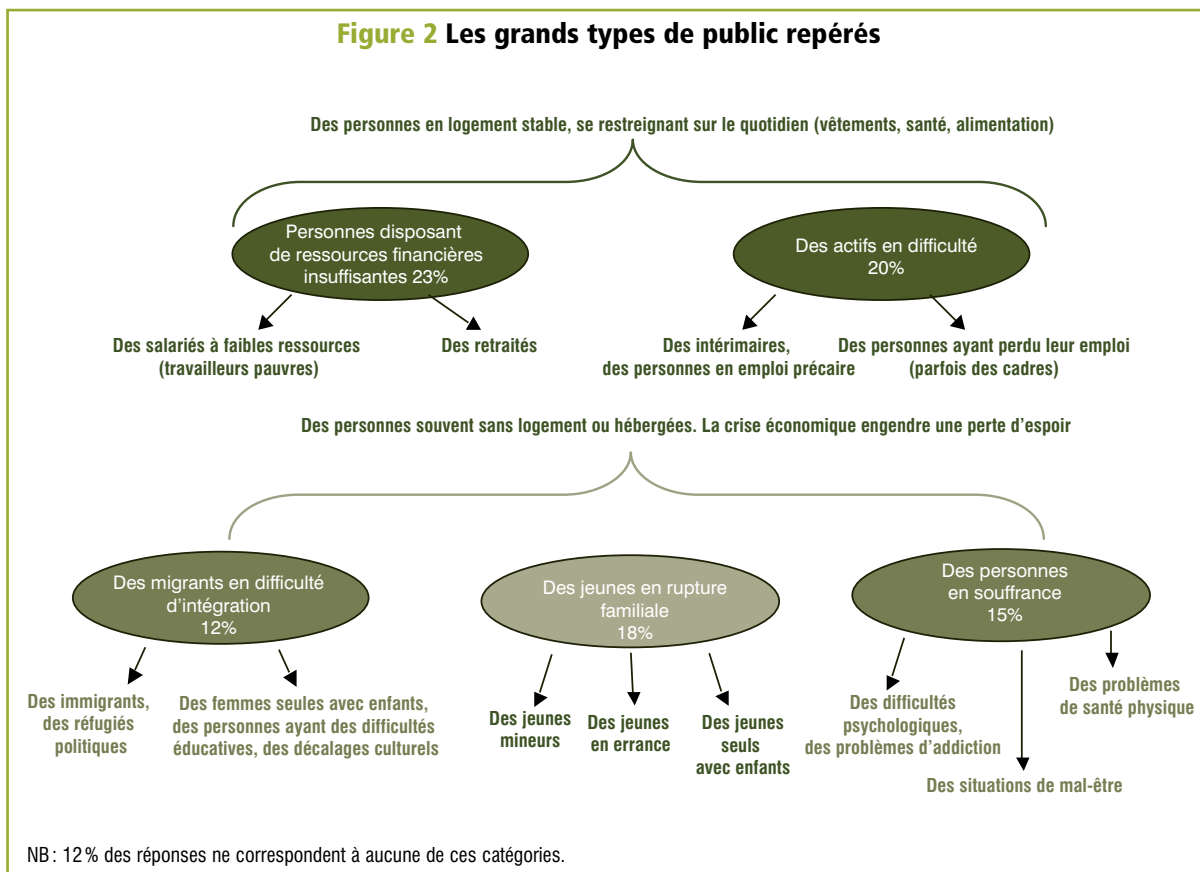 Figure 2 Les grands types de public repérés
Des personnes en logement stable, se restreignant sur le quotidien (vêtements, santé, alimentation)
Personnes disposant
de ressources financières
insuffisantes 23%
Des actifs en difficulté
20%
Des salariés à faibles ressources
(travailleurs pauvres)
Des retraités
Des intérimaires,
des personnes en emploi précaire
Des personnes ayant perdu leur emploi
(parfois des cadres)
Des personnes souvent sans logement ou hébergées. La crise économique engendre une perte d'espoir
Des migrants en difficulté
d'intégration
12%
Des jeunes en rupture
familiale
18%
Des personnes
en souffrance
15%
Des immigrants,
des réfugiés
politiques
Des femmes seules avec enfants,
des personnes ayant des difficultés
éducatives, des décalages culturels
Des jeunes
mineurs
Des jeunes
en errance
Des jeunes
seuls
avec enfants
Des difficultés
psychologiques,
des problèmes d'addiction
Des situations de mal-être
Des problèmes
de santé physique
NB : 12 % des réponses ne correspondent à aucune de ces catégories.